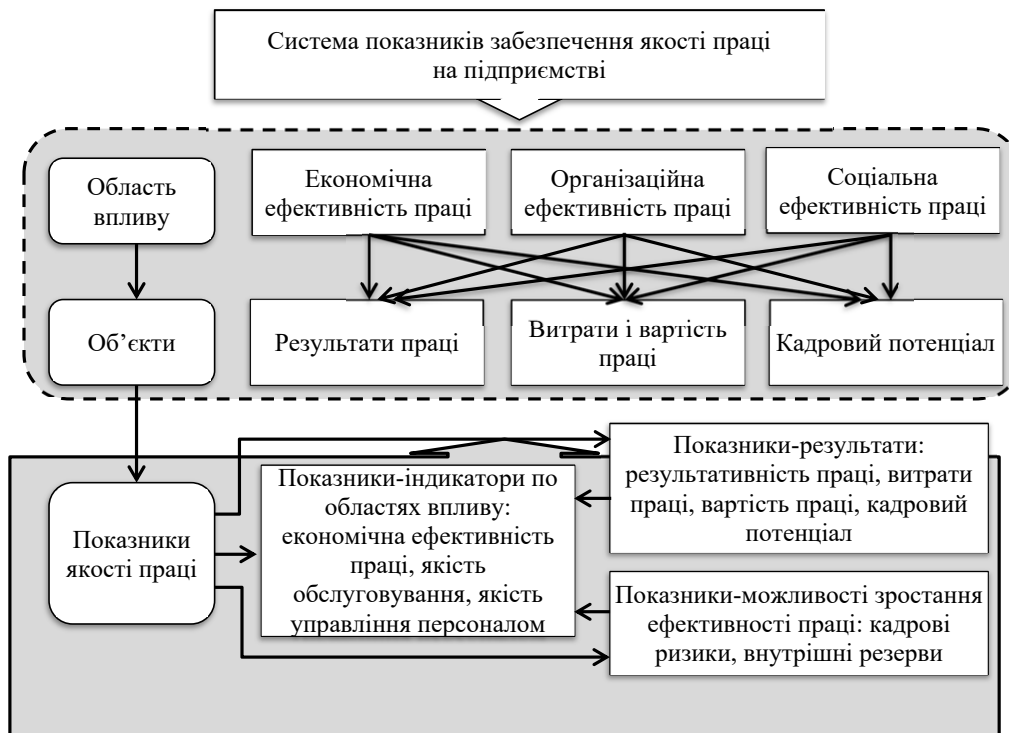 Система показників забезпечення якості праці
на підприємстві
Область
впливу
Економічна
ефективність праці
Організаційна
ефективність праці
Соціальна
ефективність праці
Об’єкти
Результати праці
Витрати і вартість
праці
Кадровий потенціал
Показники
якості праці
Показники-індикатори по
областях впливу:
економічна ефективність
праці, якість
обслуговування, якість
управління персоналом
Показники-результати:
результативність праці, витрати
праці, вартість праці, кадровий
потенціал
Показники-можливості зростання
ефективності праці: кадрові
ризики, внутрішні резерви